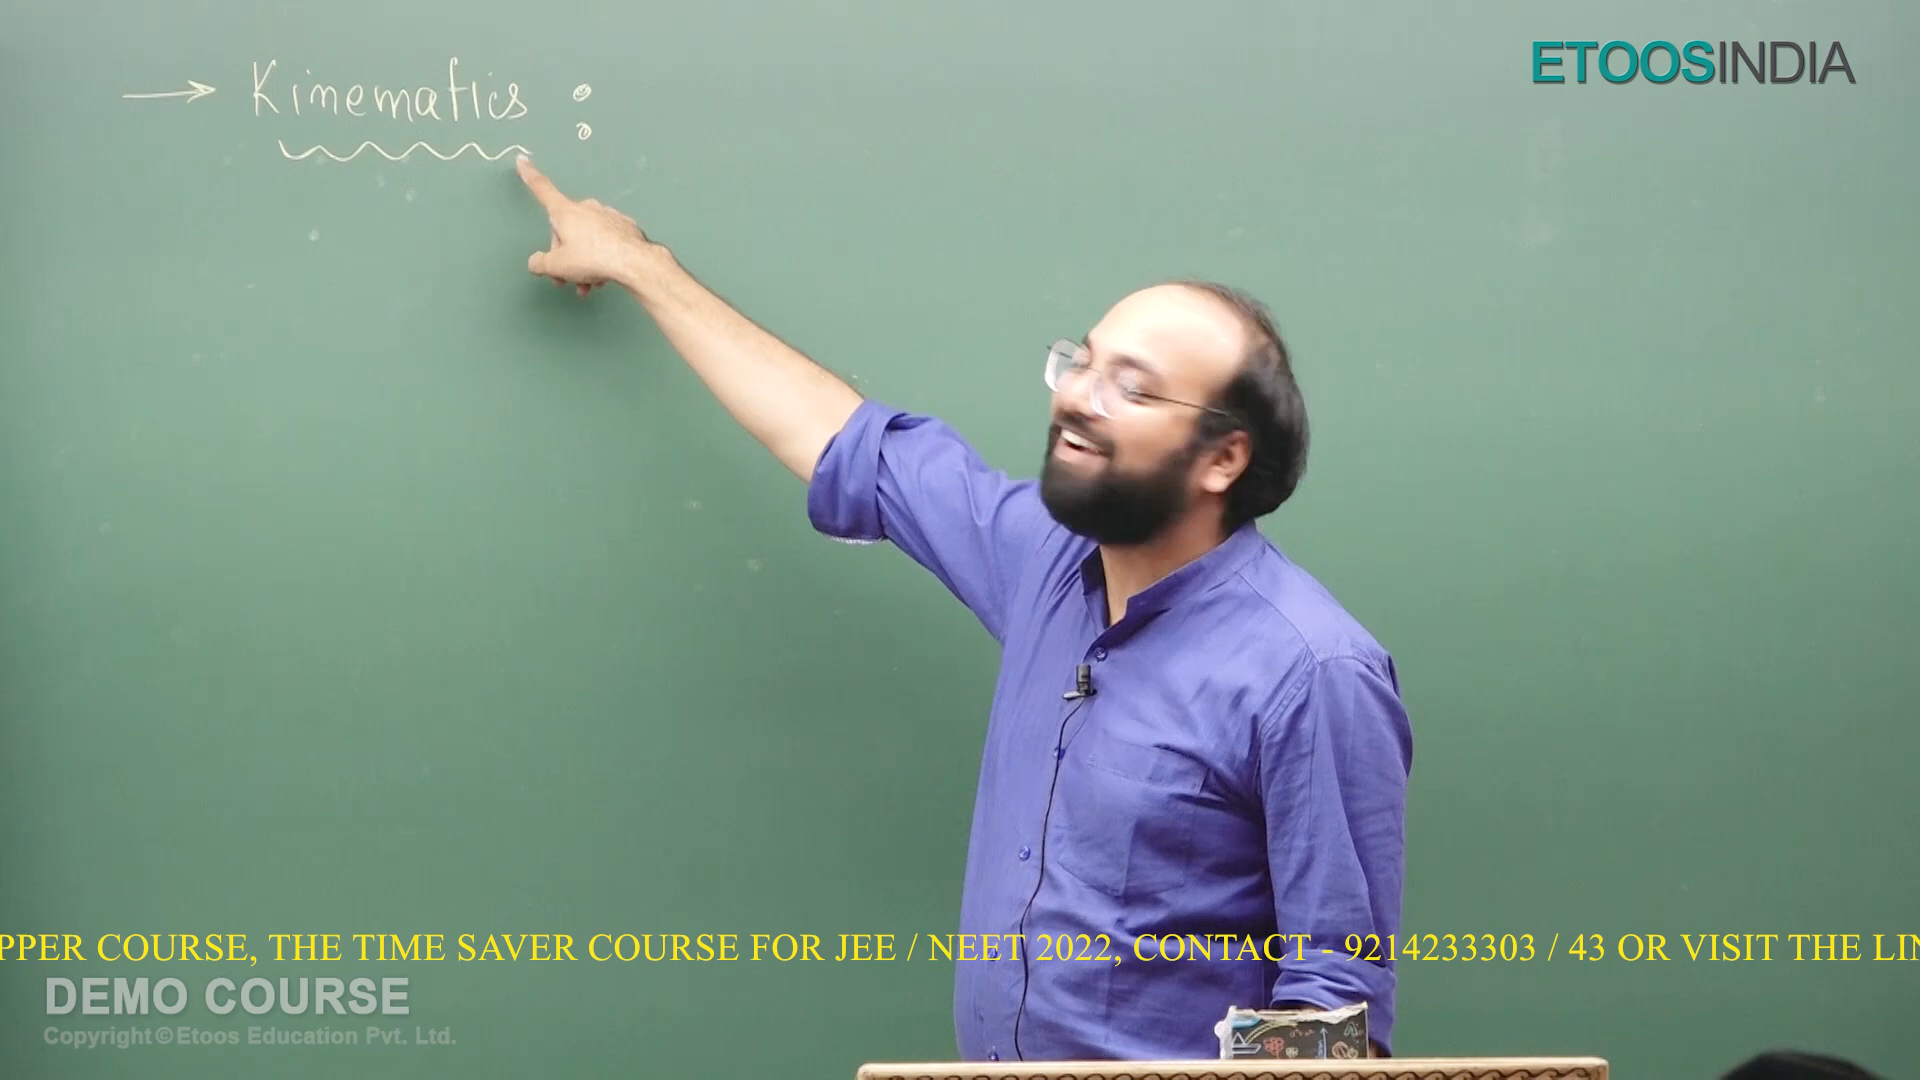 → Kinematics :
ETOOSINDIA
PPER COURSE, THE TIME SAVER COURSE FOR JEE / NEET 2022, CONTACT - 9214233303 / 43 OR VISIT THE
DEMO COURSE
Copyright © Etoos Education Pvt. Ltd.